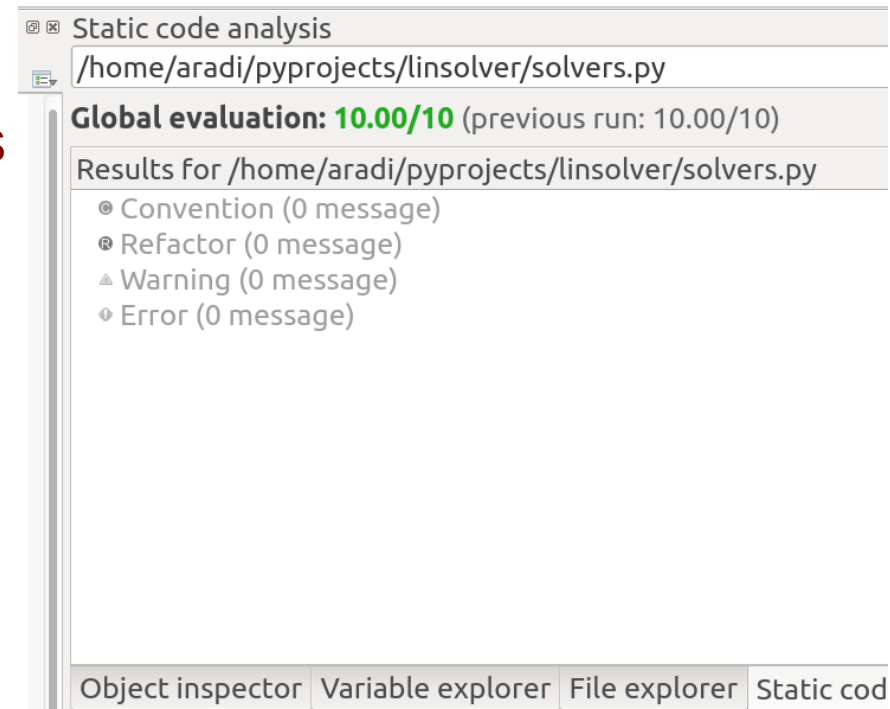 Static code analysis
/home/aradi/pyprojects/linsolver/solvers.py
s
Global evaluation: 10.00/10 (previous run: 10.00/10)
Results for /home/aradi/pyprojects/linsolver/solvers.py
Convention (0 message)
Refactor (0 message)
Warning (0 message)
Error (0 message)
Object inspector Variable explorer File explorer Static cod